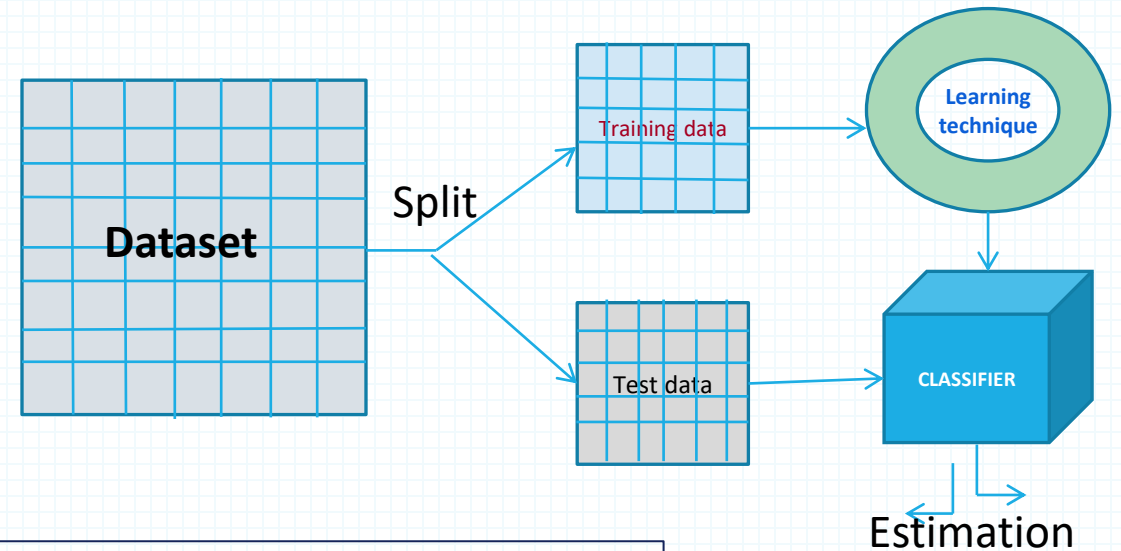 Dataset
Split
Training data
Learning
technique
Test data
CLASSIFIER
Estimation